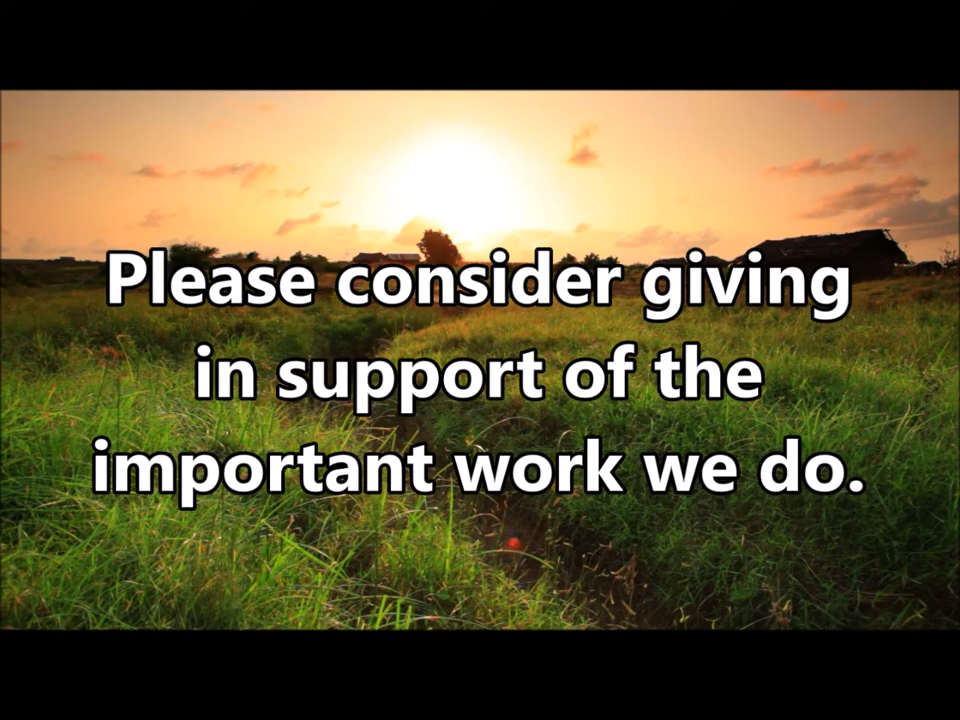 Please consider giving
in support of the
important work we do.